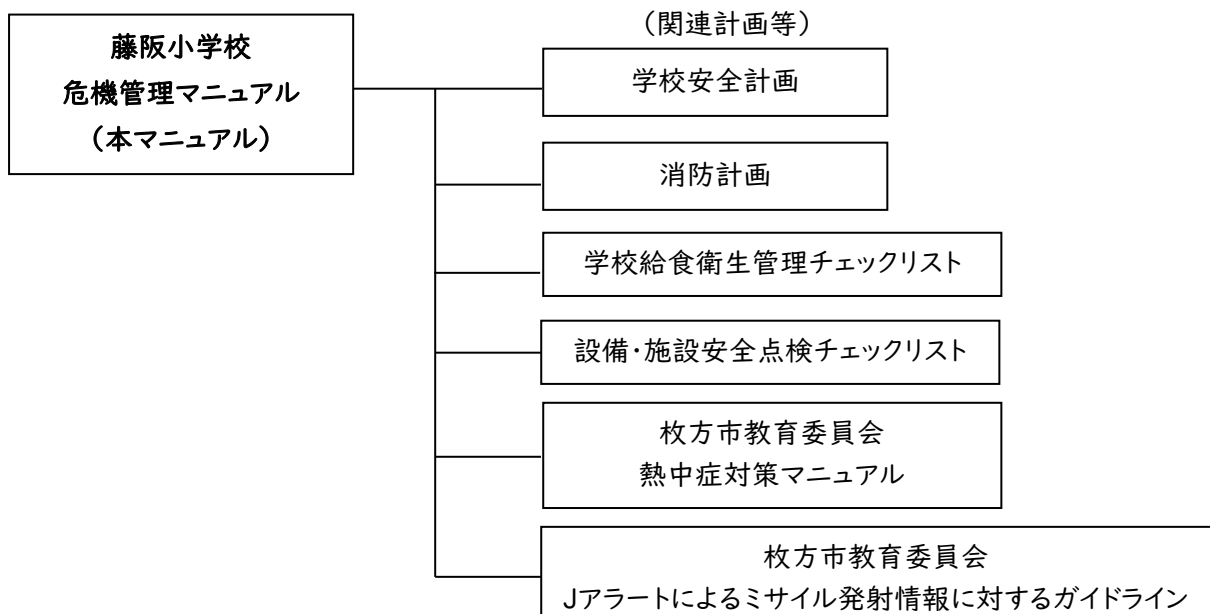 藤阪小学校
危機管理マニュアル
（本マニュアル）
（関連計画等）
学校安全計画
消防計画
学校給食衛生管理チェックリスト
設備・施設安全点検チェックリスト
枚方市教育委員会
熱中症対策マニュアル
枚方市教育委員会
Jアラートによるミサイル発射情報に対するガイドライン